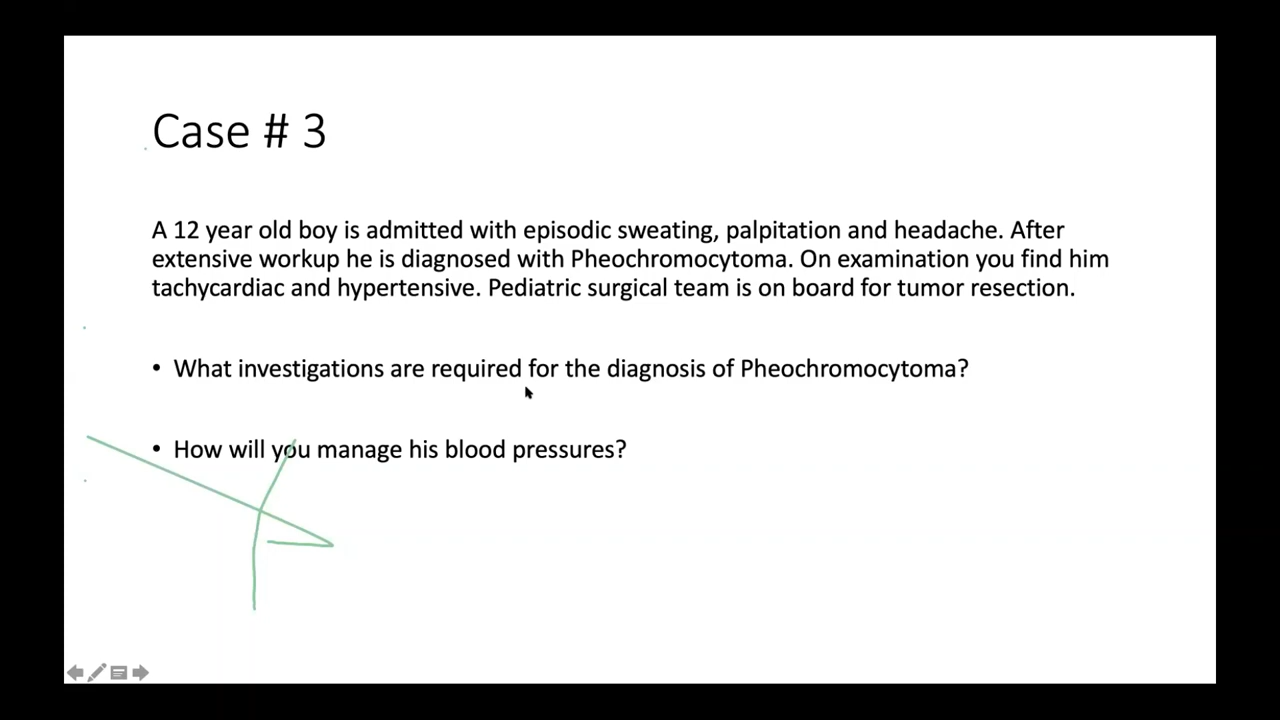 Case # 3
A 12 year old boy is admitted with episodic sweating, palpitation and headache. After
extensive workup he is diagnosed with Pheochromocytoma. On examination you find him
tachycardiac and hypertensive. Pediatric surgical team is on board for tumor resection.
• What investigations are required for the diagnosis of Pheochromocytoma?
• How will you manage his blood pressures?